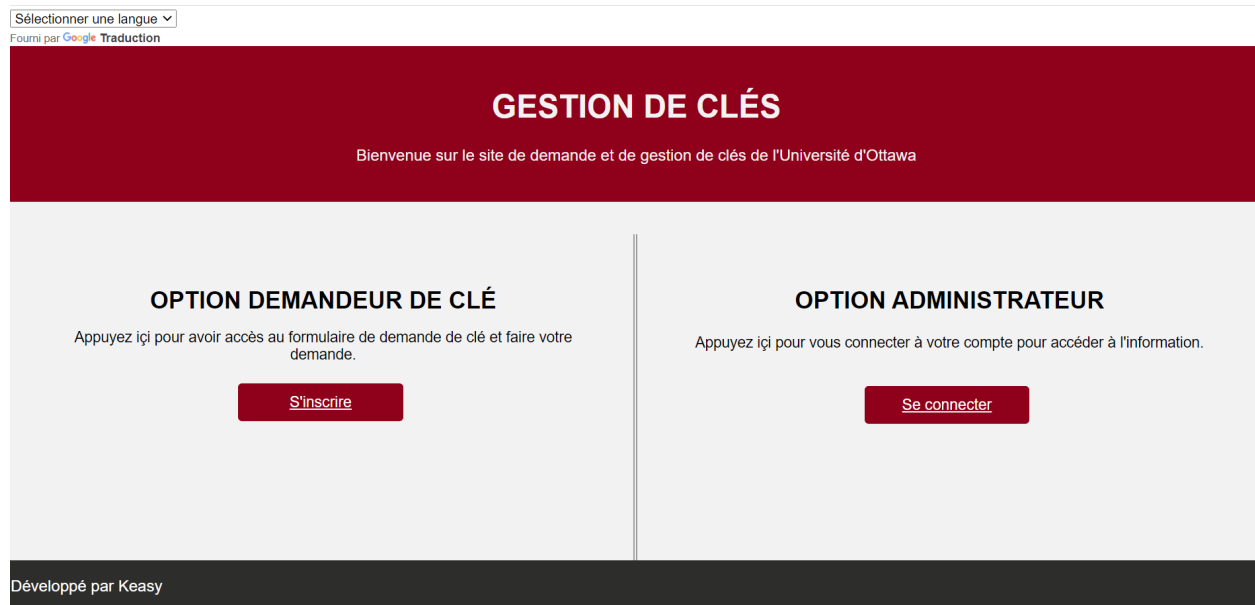 Sélectionner une langue
Fourni par Google Traduction
GESTION DE CLÉS
Bienvenue sur le site de demande et de gestion de clés de l'Université d'Ottawa
OPTION DEMANDEUR DE CLÉ
Appuyez içi pour avoir accès au formulaire de demande de clé et faire votre
demande.
S'inscrire
OPTION ADMINISTRATEUR
Appuyez içi pour vous connecter à votre compte pour accéder à l'information.
Se connecter
Développé par Keasy